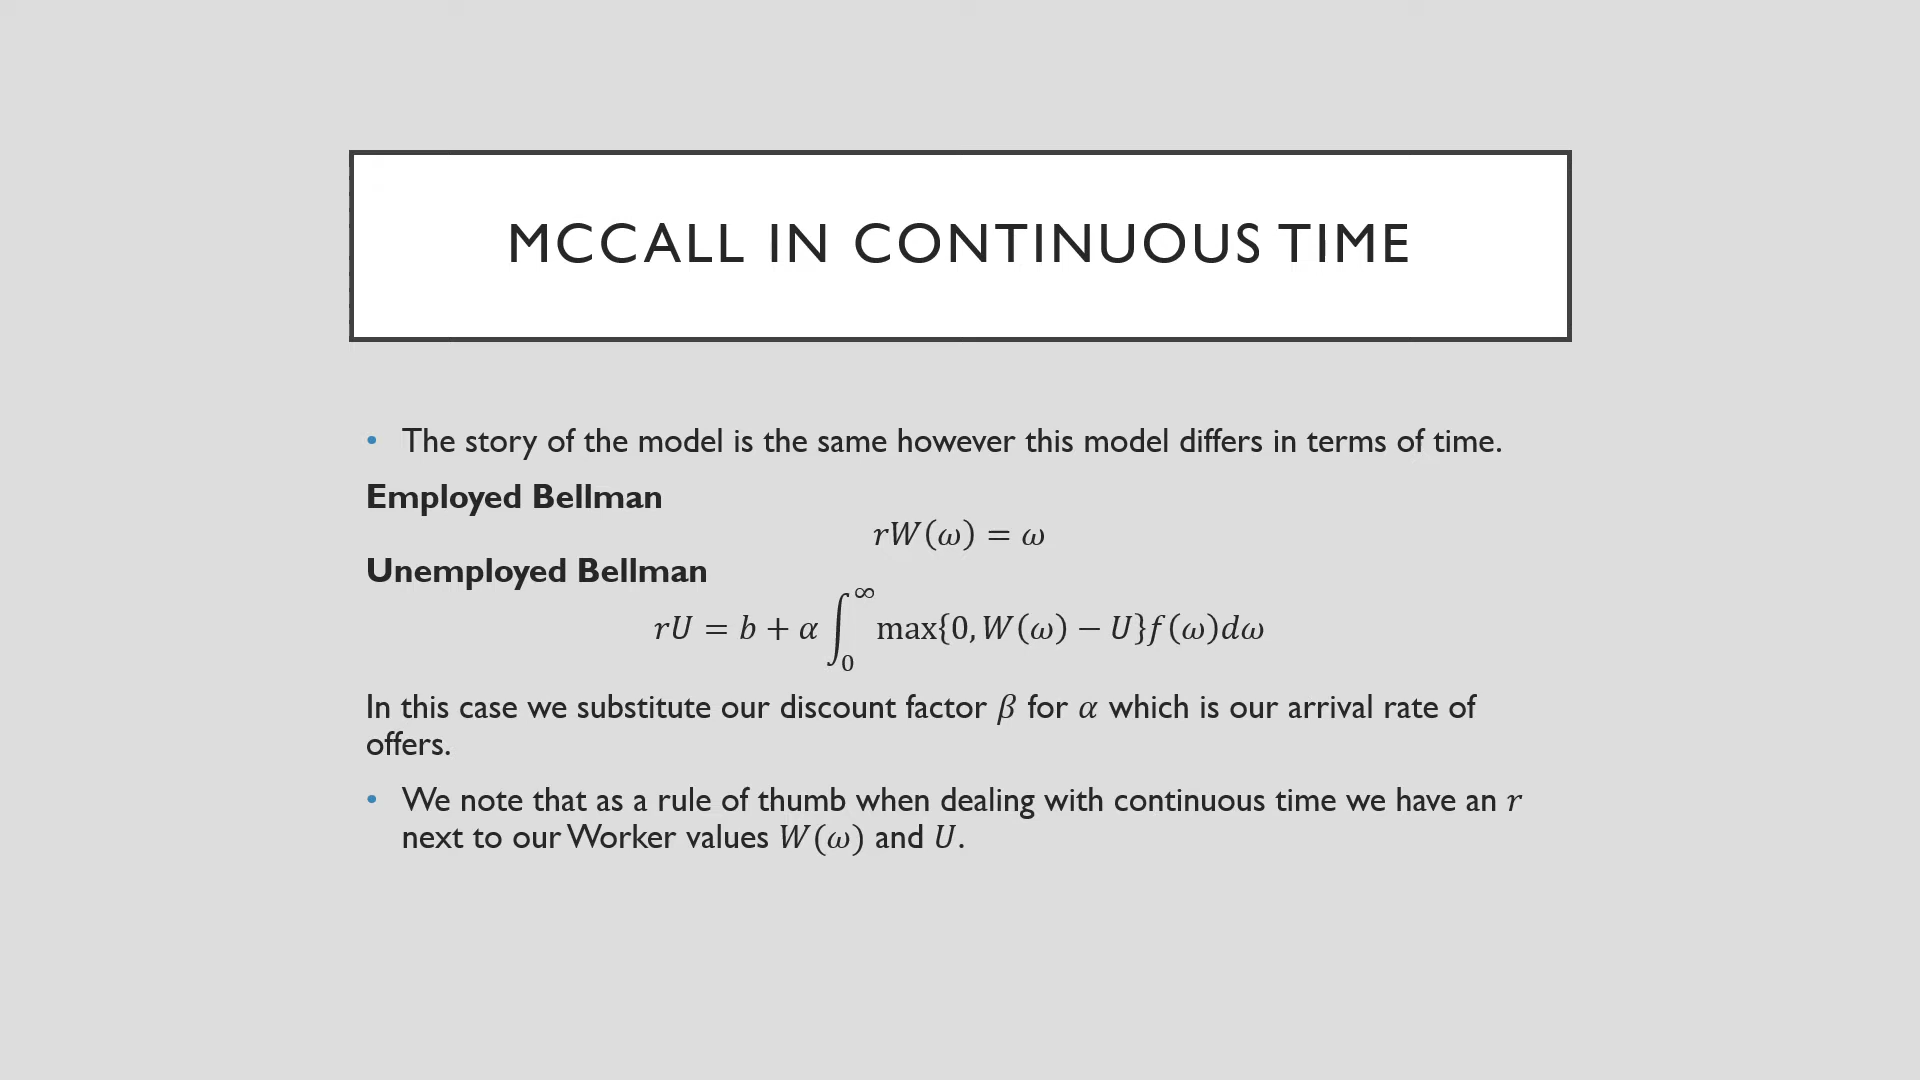 MCCALL IN CONTINUOUS TIME
• The story of the model is the same however this model differs in terms of time.
Employed Bellman
rW(ω) = ω
Unemployed Bellman
rU = b + α ∫₀^∞ max{0, W(ω) − U}f(ω)dω
In this case we substitute our discount factor β for α which is our arrival rate of
offers.
• We note that as a rule of thumb when dealing with continuous time we have an r
next to our Worker values W(ω) and U.